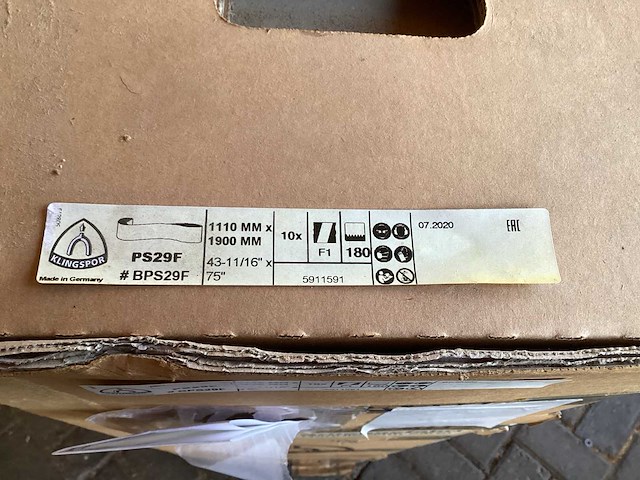 KLINGSPOR
Made in Germany
PS29F
# BPS29F
1110 MM x
1900 MM
43-11/16" x
75"
10x
F1
180
5911591
07.2020
EAC